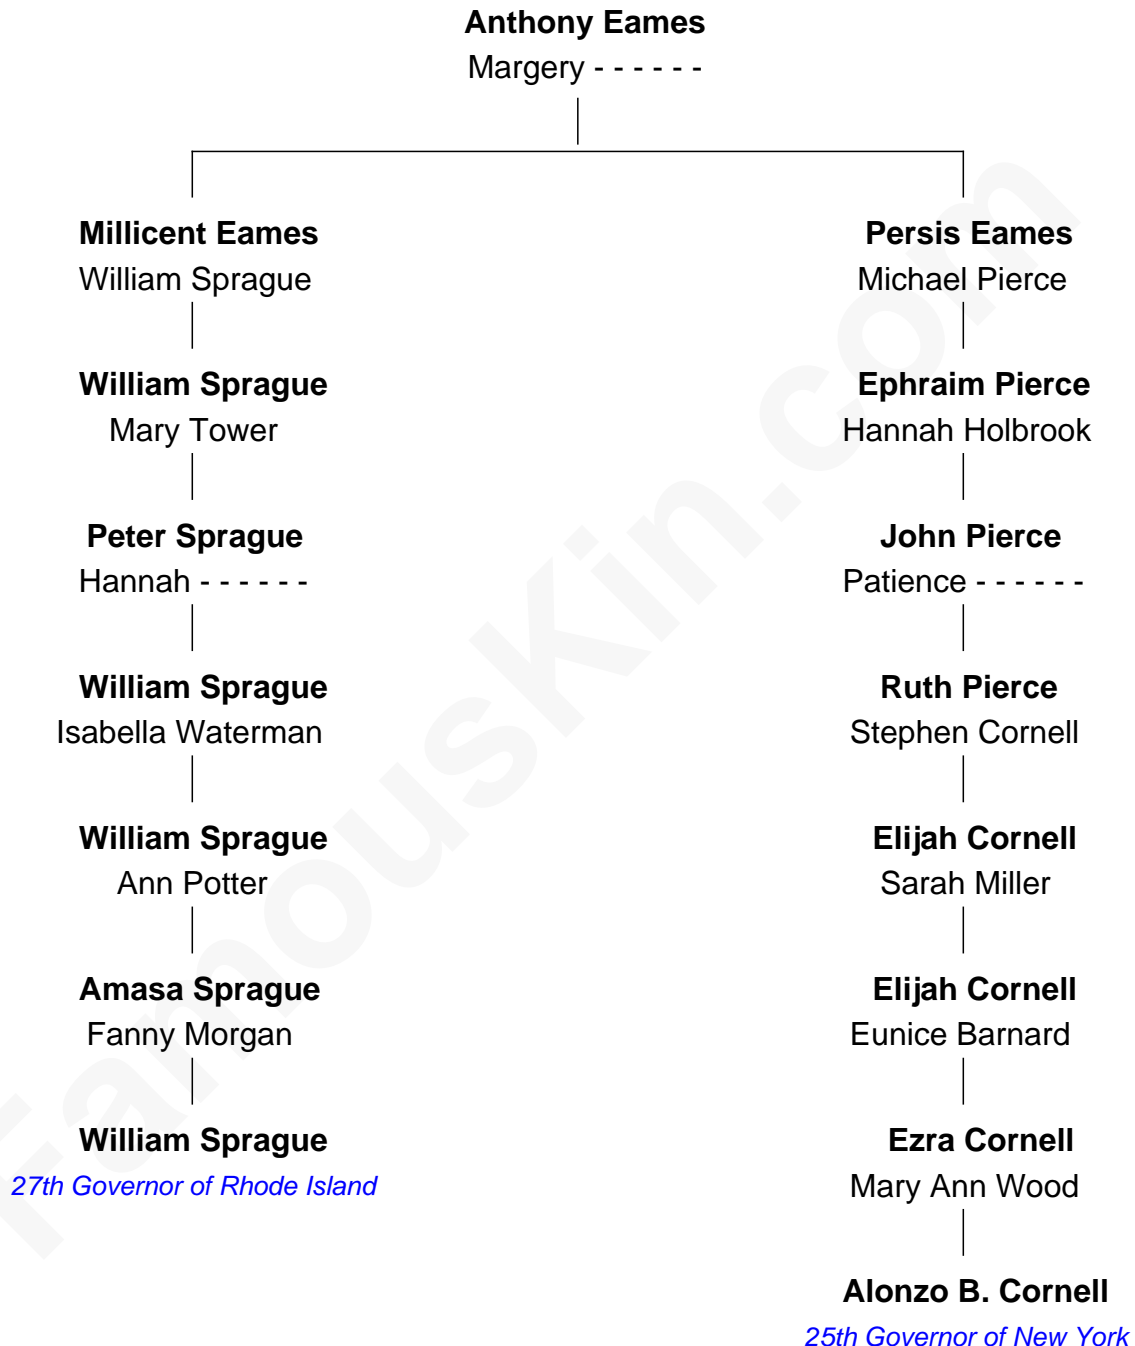 Anthony Eames
Margery - - - - - -
Millicent Eames
William Sprague
Persis Eames
Michael Pierce
William Sprague
Mary Tower
Ephraim Pierce
Hannah Holbrook
Peter Sprague
Hannah - - - - - -
John Pierce
Patience - - - - - -
William Sprague
Isabella Waterman
Ruth Pierce
Stephen Cornell
William Sprague
Ann Potter
Elijah Cornell
Sarah Miller
Amasa Sprague
Fanny Morgan
Elijah Cornell
Eunice Barnard
William Sprague
27th Governor of Rhode Island
Ezra Cornell
Mary Ann Wood
Alonzo B. Cornell
25th Governor of New York
FamousKin.com